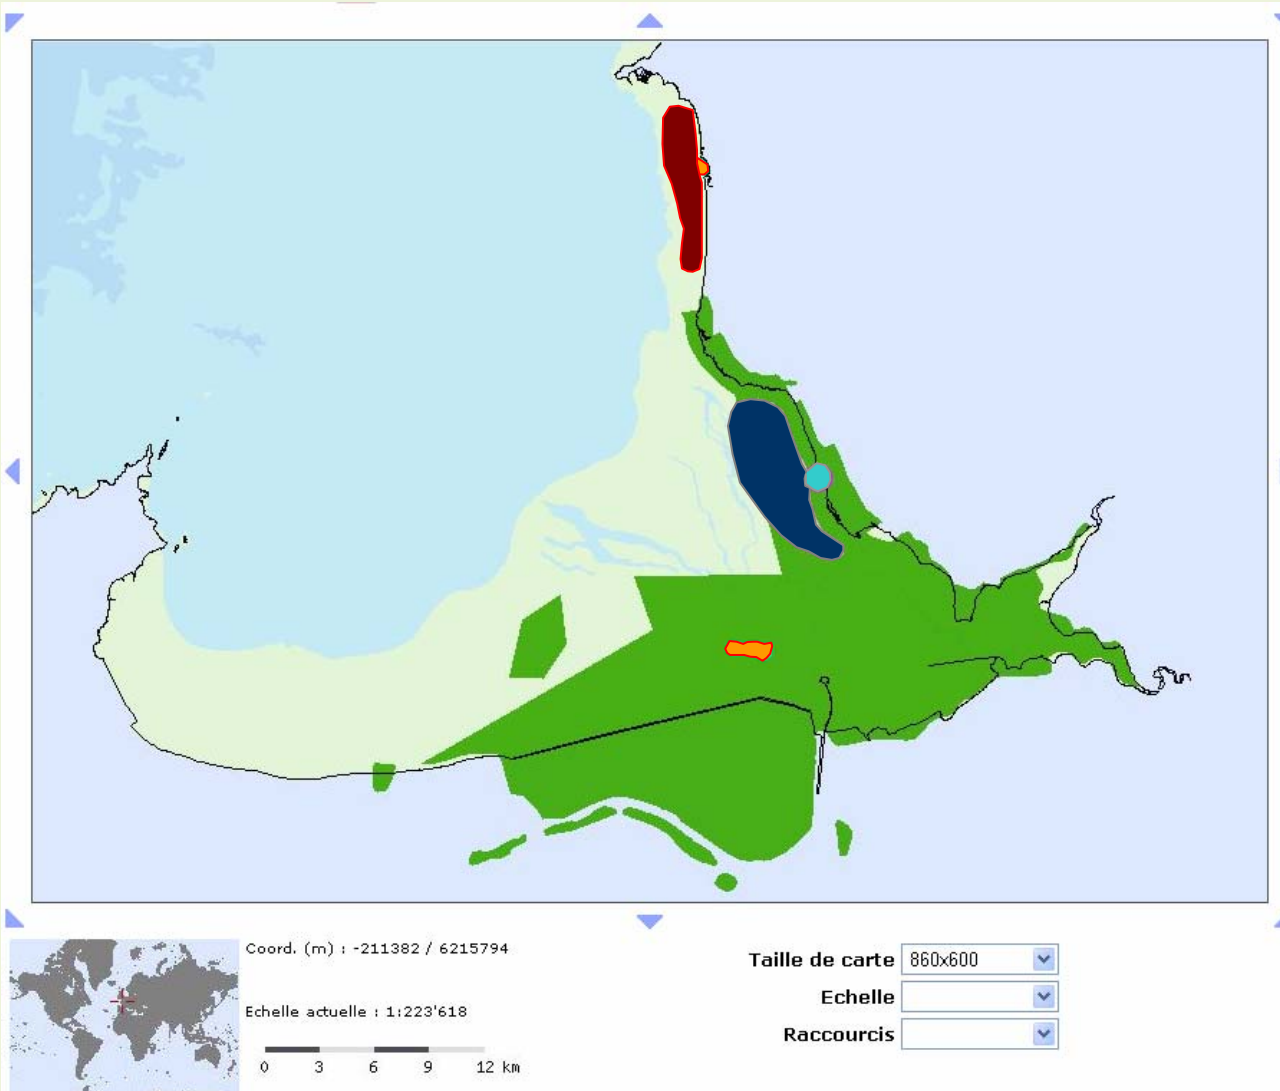 Coord. (m) : -211382 / 6215794
Echelle actuelle : 1:223'618
0 3 6 9 12 km
Taille de carte 860x600
Echelle
Raccourcis